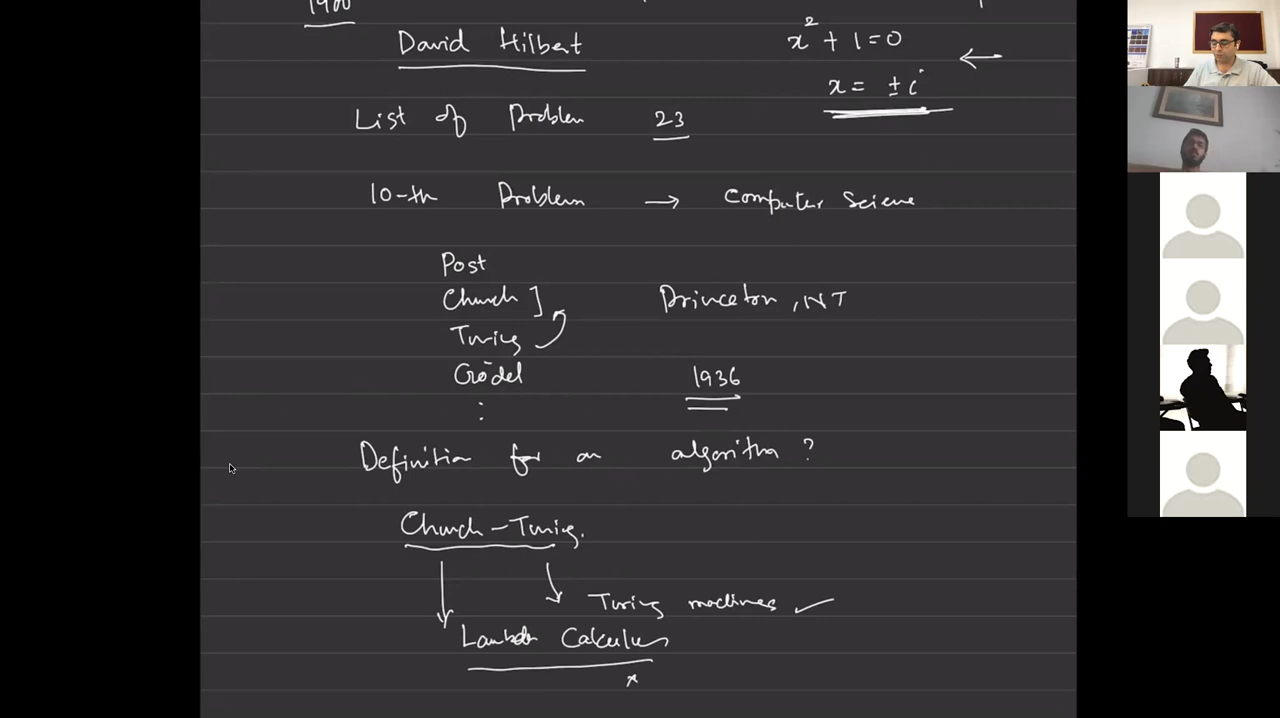 1900
David Hilbert
x² + 1 = 0
x = ± i
List of Problem 23
10-th Problem → Computer Science
Post
Church ]
Turing
Gödel
:
Princeton, NJ
1936
Definition for an algorithm ?
Church - Turing.
Turing machines ✓
Lambda Calculus
x